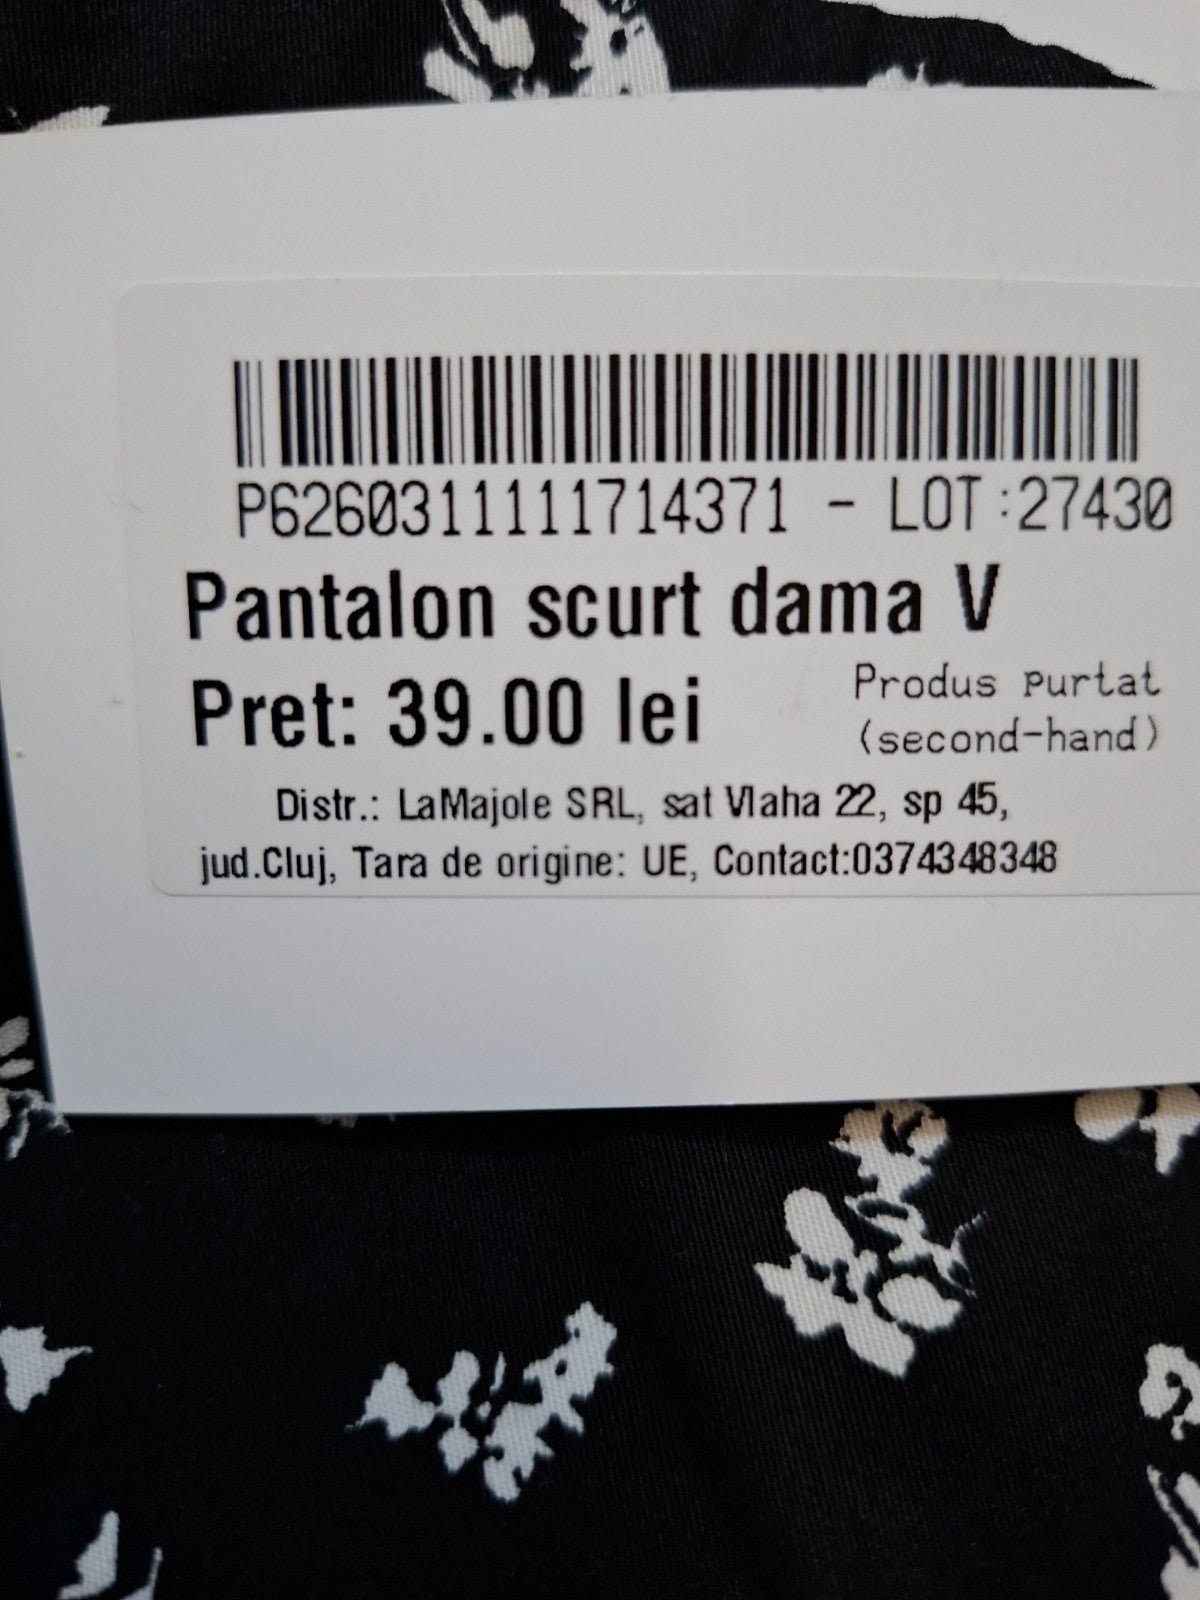 P6260311111714371 - LOT:27430
Pantalon scurt dama V
Pret: 39.00 lei
Produs purtat
(second-hand)
Distr.: LaMajole SRL, sat Vlaha 22, sp 45,
jud.Cluj, Tara de origine: UE, Contact:0374348348